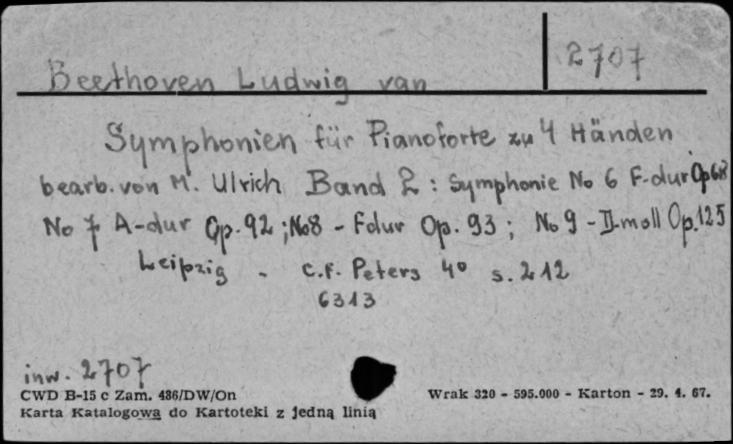 Beethoven Ludwig van 2707
Symphonien für Pianoforte zu 4 Händen
bearb. von M. Ulrich Band 2 : Symphonie No 6 F-dur Op 68
No 7 A-dur Op. 92 ; No 8 - Fdur Op. 93 ; No 9 - D-moll Op. 125
Leipzig - C.F. Peters 4° s. 212
6313
inw. 2707
CWD B-15 c Zam. 486/DW/On Wrak 320 - 595.000 - Karton - 29. 4. 67.
Karta Katalogowa do Kartoteki z jedną linią